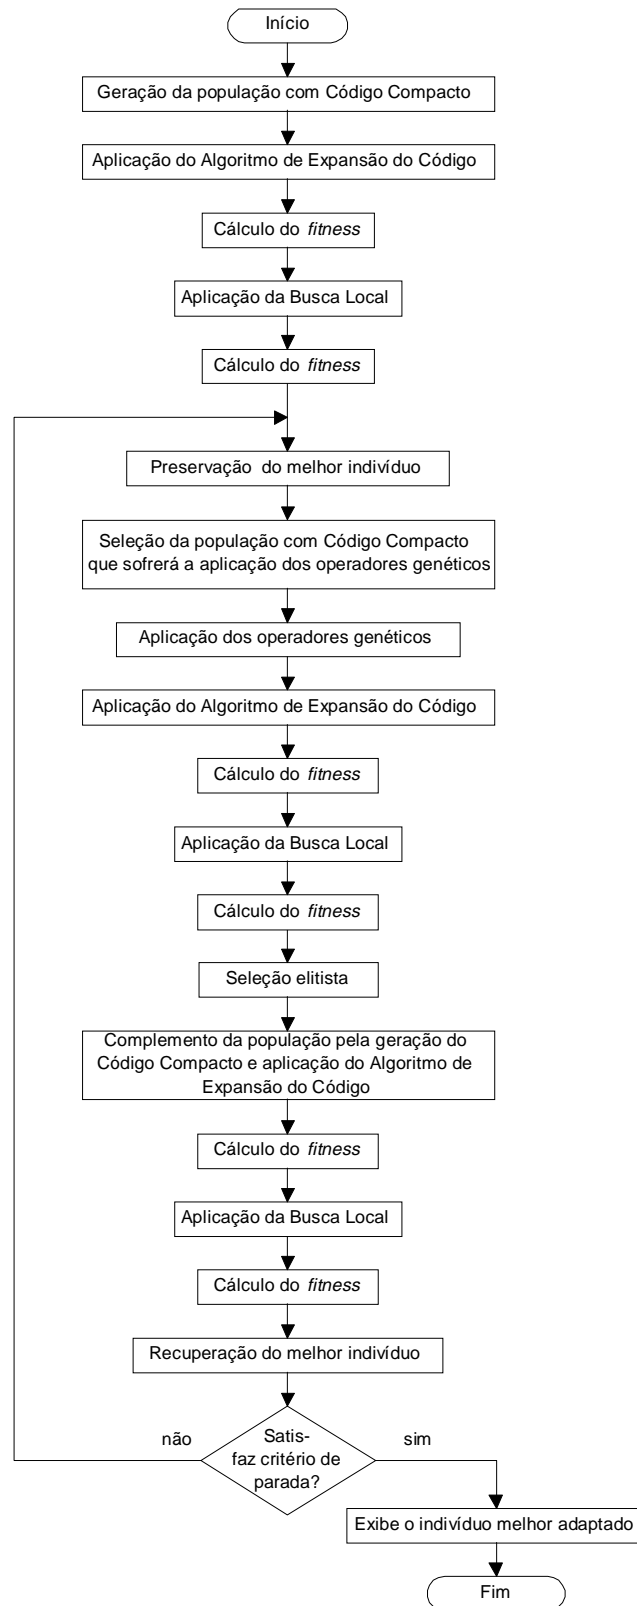 Início
Geração da população com Código Compacto
Aplicação do Algoritmo de Expansão do Código
Cálculo do fitness
Aplicação da Busca Local
Cálculo do fitness
Preservação do melhor indivíduo
Seleção da população com Código Compacto
que sofrerá a aplicação dos operadores genéticos
Aplicação dos operadores genéticos
Aplicação do Algoritmo de Expansão do Código
Cálculo do fitness
Aplicação da Busca Local
Cálculo do fitness
Seleção elitista
Complemento da população pela geração do
Código Compacto e aplicação do Algoritmo de
Expansão do Código
Cálculo do fitness
Aplicação da Busca Local
Cálculo do fitness
Recuperação do melhor indivíduo
não
Satis-
faz critério de
parada?
sim
Exibe o indivíduo melhor adaptado
Fim